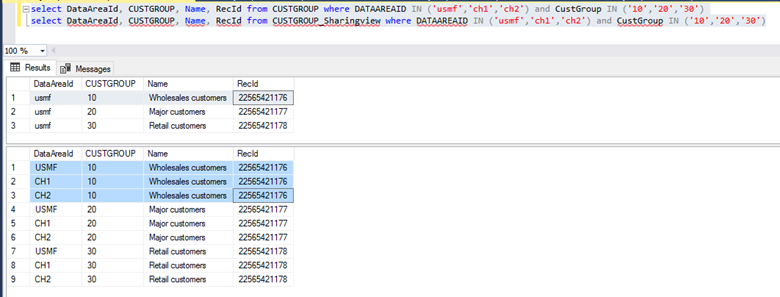 select DataAreaId, CUSTGROUP, Name, RecId from CUSTGROUP where DATAAREAID IN ('usmf','ch1','ch2') and CustGroup IN ('10','20','30')
select DataAreaId, CUSTGROUP, Name, RecId from CUSTGROUP_Sharingview where DATAAREAID IN ('usmf','ch1','ch2') and CustGroup IN ('10','20','30')
100 %
Results Messages
DataAreaId CUSTGROUP Name RecId
1 usmf 10 Wholesales customers 22565421176
2 usmf 20 Major customers 22565421177
3 usmf 30 Retail customers 22565421178
DataAreaId CUSTGROUP Name RecId
1 USMF 10 Wholesales customers 22565421176
2 CH1 10 Wholesales customers 22565421176
3 CH2 10 Wholesales customers 22565421176
4 USMF 20 Major customers 22565421177
5 CH1 20 Major customers 22565421177
6 CH2 20 Major customers 22565421177
7 USMF 30 Retail customers 22565421178
8 CH1 30 Retail customers 22565421178
9 CH2 30 Retail customers 22565421178